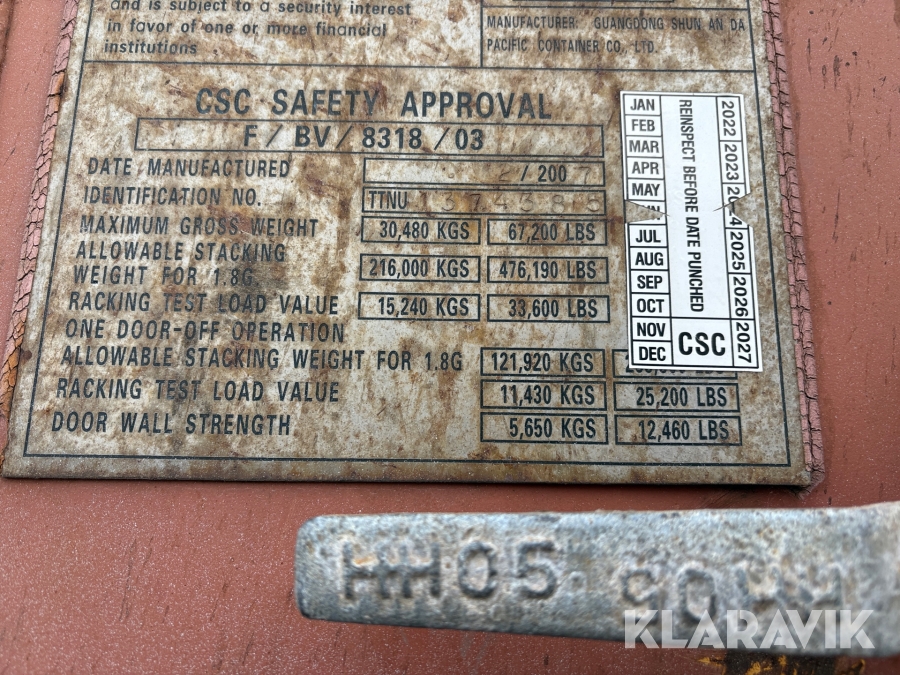 and is subject to a security interest
in favor of one or more financial
institutions
MANUFACTURER: GUANGDONG SHUN AN DA
PACIFIC CONTAINER CO., LTD.
CSC SAFETY APPROVAL
F / BV / 8318 / 03
DATE MANUFACTURED 2 / 2007
IDENTIFICATION NO. TTNU
MAXIMUM GROSS WEIGHT 30,480 KGS 67,200 LBS
ALLOWABLE STACKING
WEIGHT FOR 1.8G 216,000 KGS 476,190 LBS
RACKING TEST LOAD VALUE 15,240 KGS 33,600 LBS
ONE DOOR-OFF OPERATION
ALLOWABLE STACKING WEIGHT FOR 1.8G 121,920 KGS
RACKING TEST LOAD VALUE 11,430 KGS 25,200 LBS
DOOR WALL STRENGTH 5,650 KGS 12,460 LBS
JAN
FEB
MAR
APR
MAY
JUL
AUG
SEP
OCT
NOV
DEC
REINSPECT BEFORE DATE PUNCHED
CSC
2022 2023 2025 2026 2027
HH05
KLARAVIK